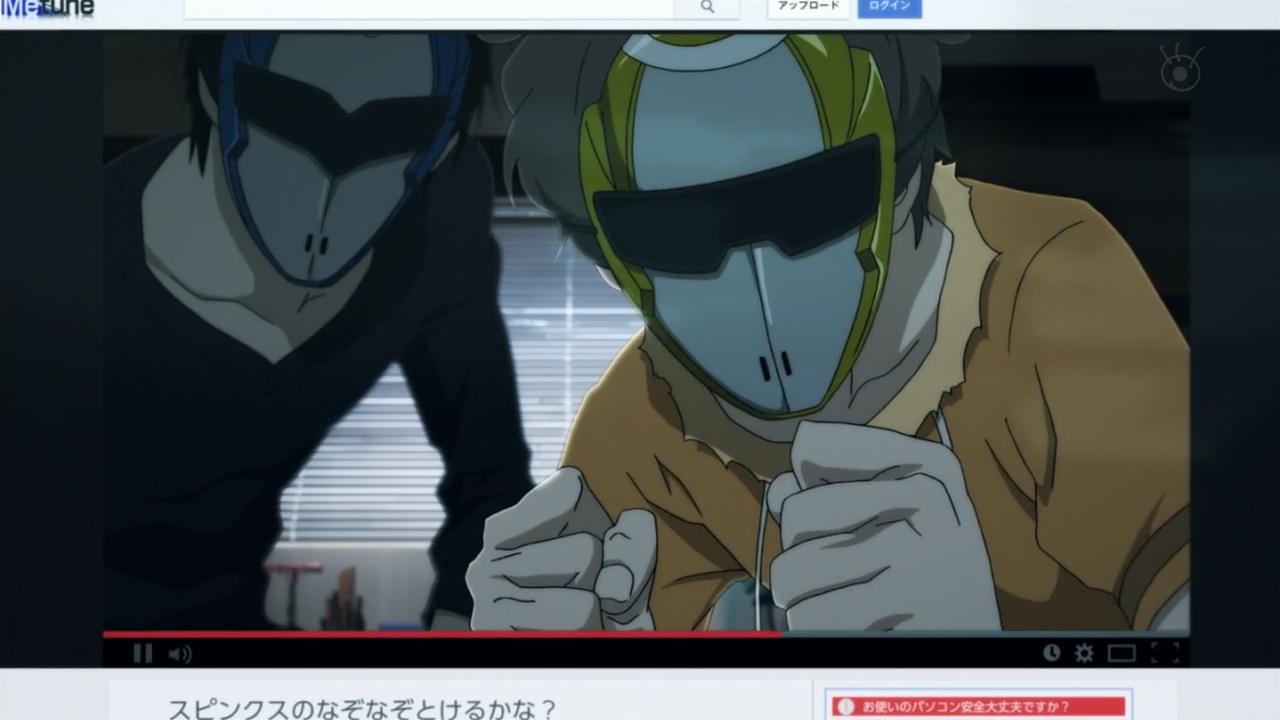 Metune
アップロード
ログイン
スピンクスのなぞなぞとけるかな？
お使いのパソコン安全大丈夫ですか？